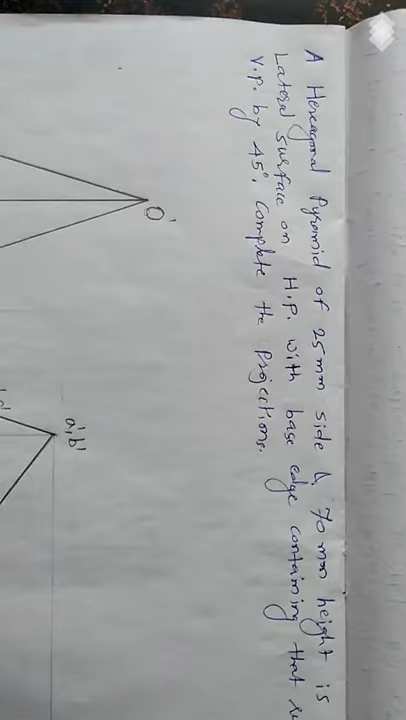 A Hexagonal Pyramid of 25mm side & 70mm height is
Lateral surface on H.P. with base edge containing that
V.P. by 45°. Complete the Projections.
O'
a',b'
d'